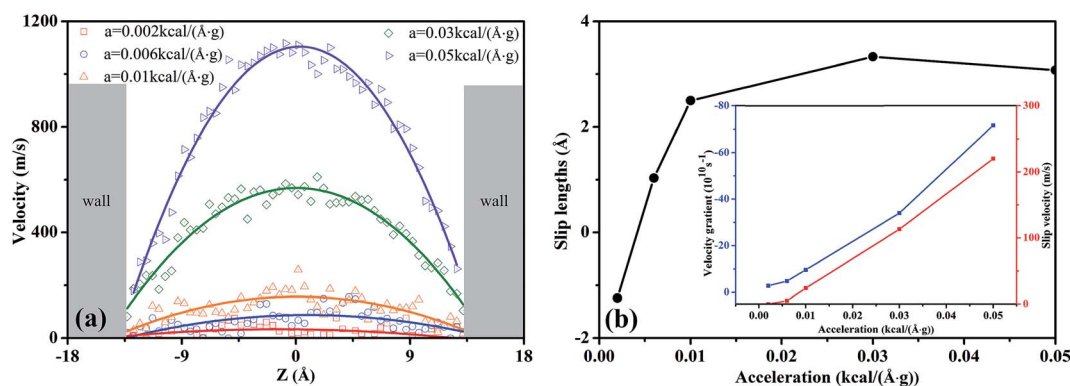 1200
800
400
0
Velocity (m/s)
a=0.002kcal/(Å·g)
a=0.006kcal/(Å·g)
a=0.01kcal/(Å·g)
a=0.03kcal/(Å·g)
a=0.05kcal/(Å·g)
wall
wall
(a)
-18 -9 0 9 18
Z (Å)
4
2
0
-2
Slip lengths (Å)
(b)
0.00 0.01 0.02 0.03 0.04 0.05
Acceleration (kcal/(Å·g))
-80
-60
-40
-20
0
Velocity gratient (10¹⁰s⁻¹)
300
200
100
0
Slip velocity (m/s)
0.00 0.01 0.02 0.03 0.04 0.05
Acceleration (kcal/(Å·g))